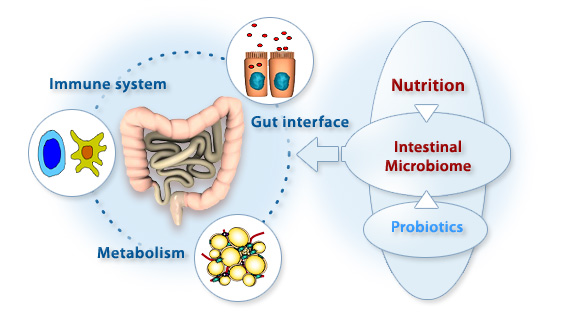 Immune system
Gut interface
Metabolism
Nutrition
Intestinal
Microbiome
Probiotics